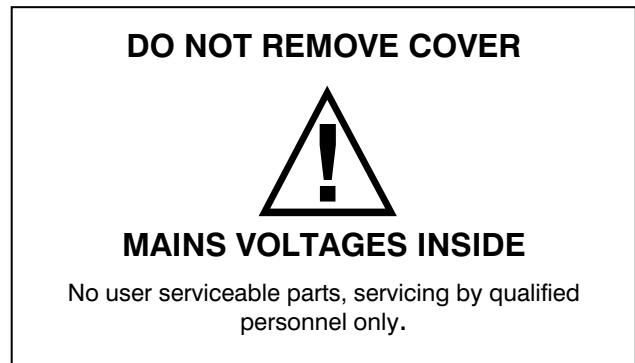 DO NOT REMOVE COVER
!
MAINS VOLTAGES INSIDE
No user serviceable parts, servicing by qualified
personnel only.